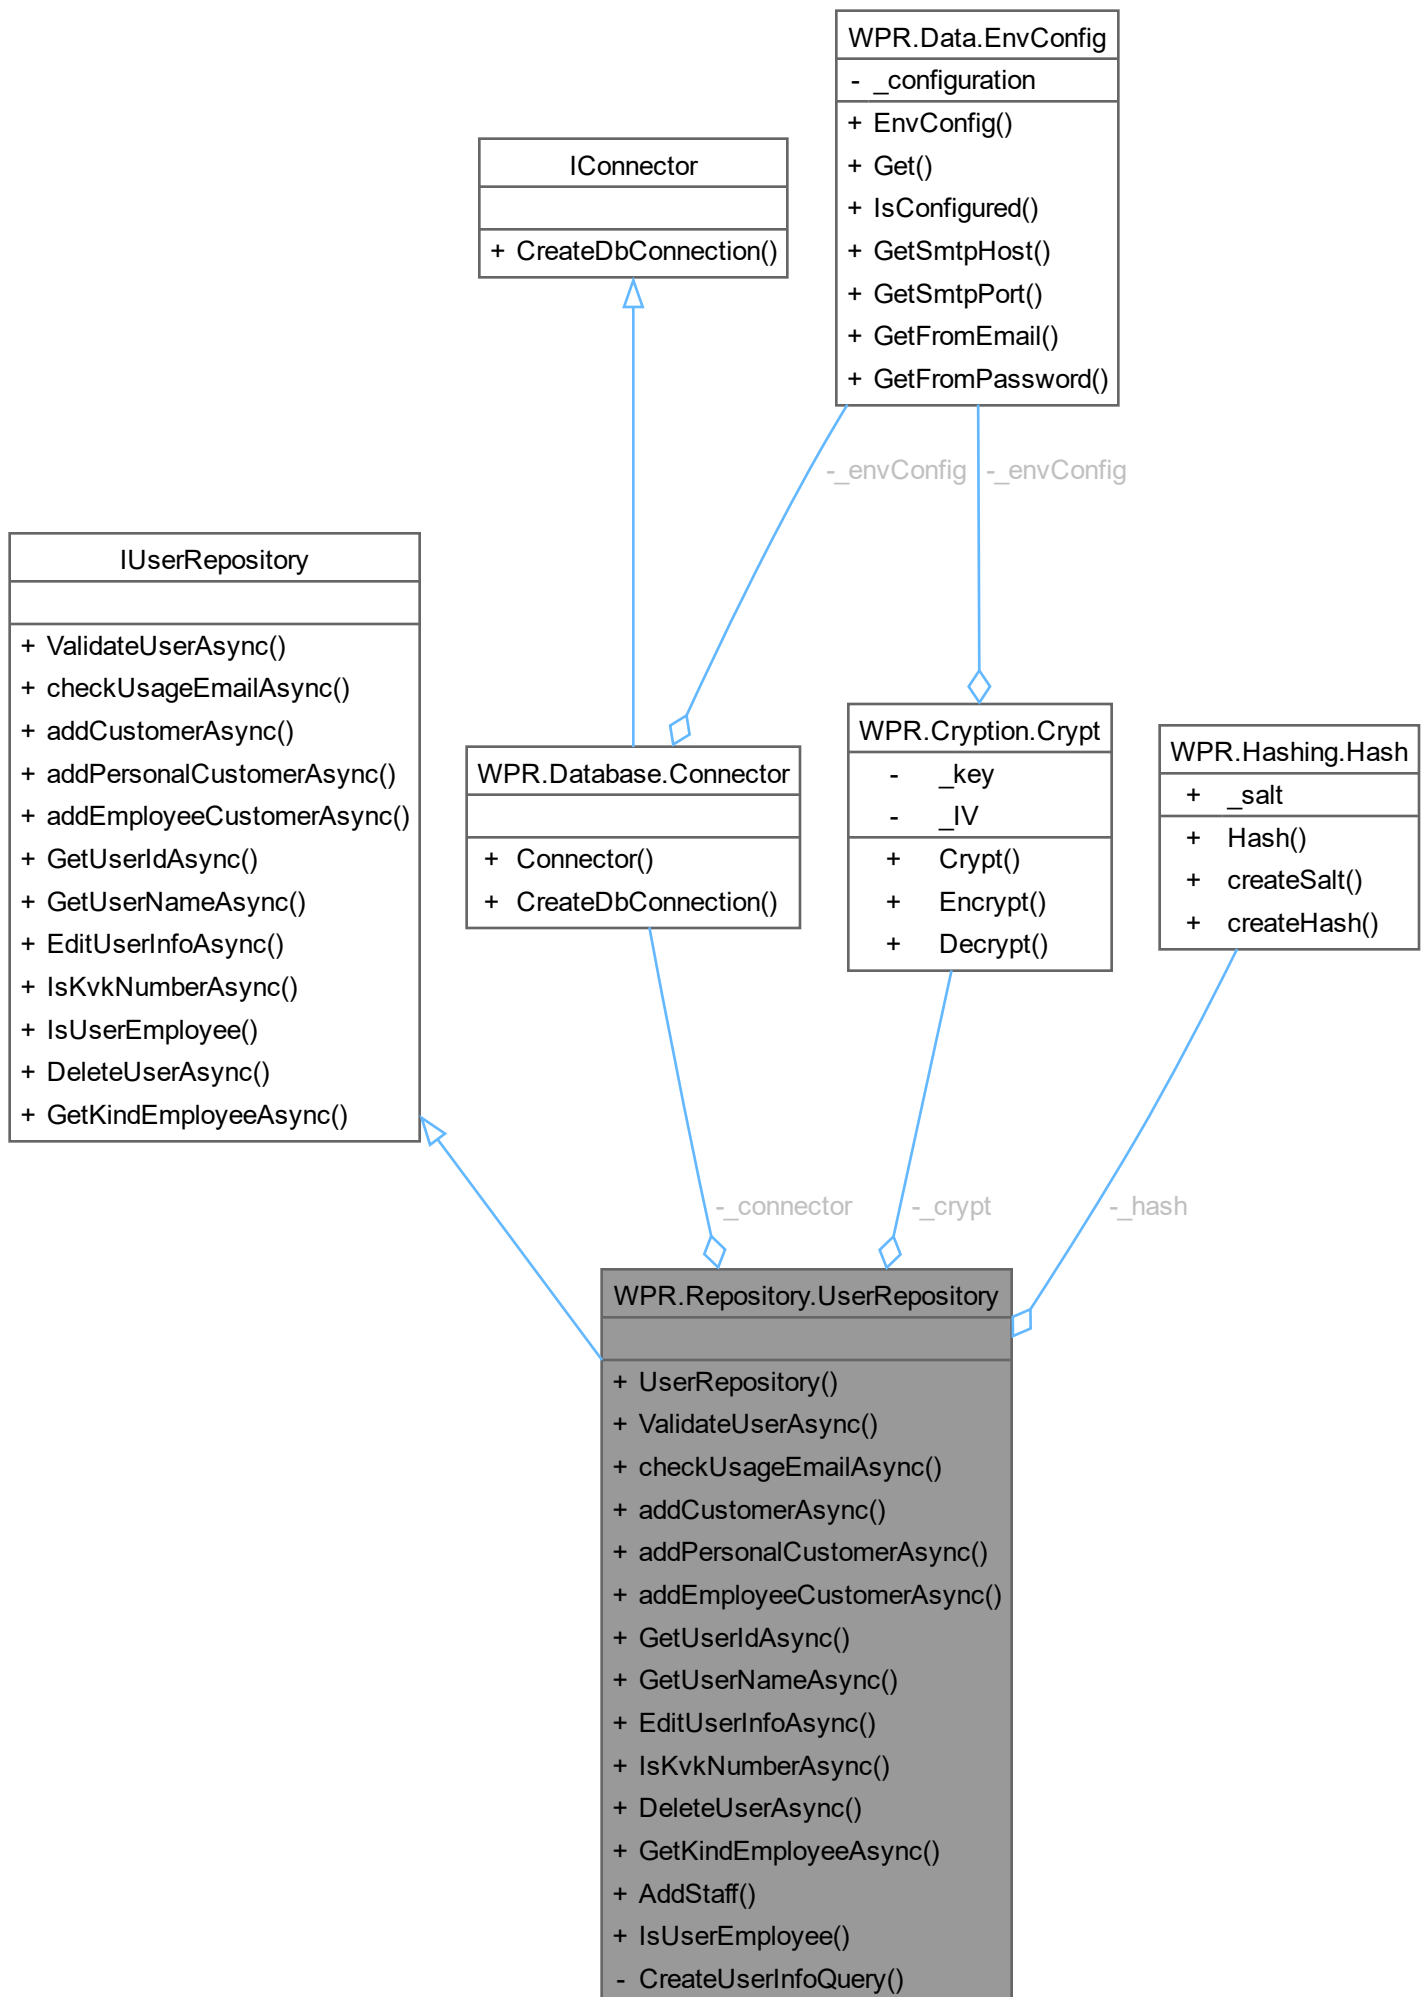 WPR.Data.EnvConfig
- _configuration
+ EnvConfig()
+ Get()
+ IsConfigured()
+ GetSmtpHost()
+ GetSmtpPort()
+ GetFromEmail()
+ GetFromPassword()
IConnector
+ CreateDbConnection()
-_envConfig
-_envConfig
IUserRepository
+ ValidateUserAsync()
+ checkUsageEmailAsync()
+ addCustomerAsync()
+ addPersonalCustomerAsync()
+ addEmployeeCustomerAsync()
+ GetUserIdAsync()
+ GetUserNameAsync()
+ EditUserInfoAsync()
+ IsKvkNumberAsync()
+ IsUserEmployee()
+ DeleteUserAsync()
+ GetKindEmployeeAsync()
WPR.Database.Connector
+ Connector()
+ CreateDbConnection()
WPR.Cryption.Crypt
- _key
- _IV
+ Crypt()
+ Encrypt()
+ Decrypt()
WPR.Hashing.Hash
+ _salt
+ Hash()
+ createSalt()
+ createHash()
-_connector
-_crypt
-_hash
WPR.Repository.UserRepository
+ UserRepository()
+ ValidateUserAsync()
+ checkUsageEmailAsync()
+ addCustomerAsync()
+ addPersonalCustomerAsync()
+ addEmployeeCustomerAsync()
+ GetUserIdAsync()
+ GetUserNameAsync()
+ EditUserInfoAsync()
+ IsKvkNumberAsync()
+ DeleteUserAsync()
+ GetKindEmployeeAsync()
+ AddStaff()
+ IsUserEmployee()
- CreateUserInfoQuery()